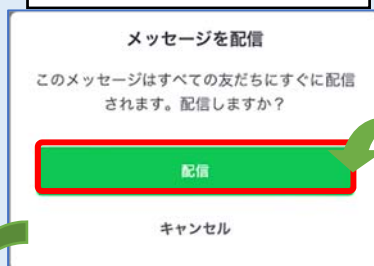 メッセージを配信
このメッセージはすべての友だちにすぐに配信
されます。配信しますか？
配信
キャンセル